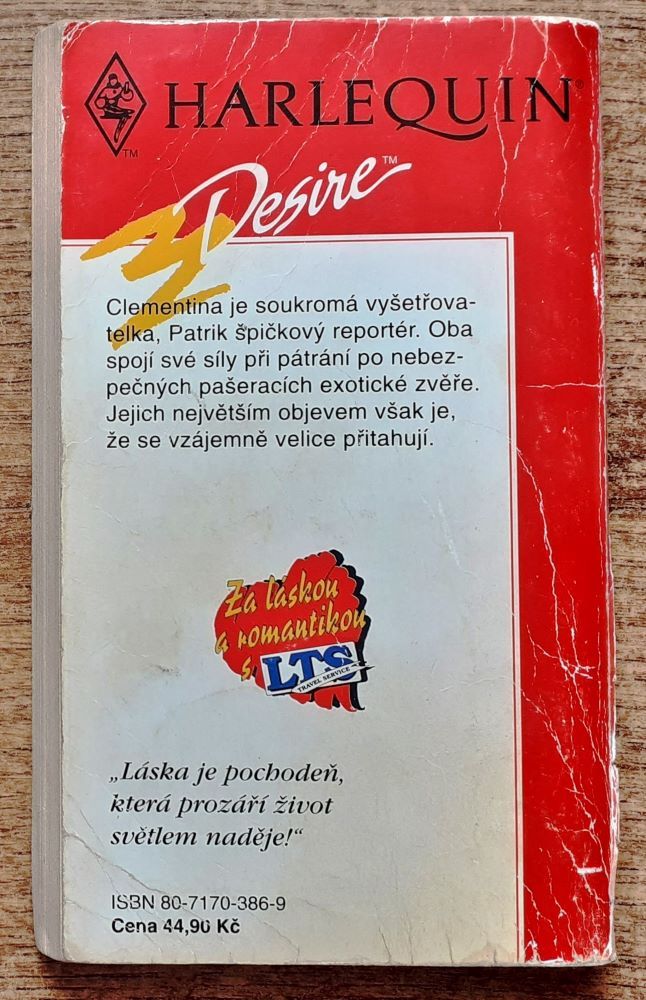 HARLEQUIN®
TM
Desire™
Clementina je soukromá vyšetřova-
telka, Patrik špičkový reportér. Oba
spojí své síly při pátrání po nebez-
pečných pašeracích exotické zvěře.
Jejich největším objevem však je,
že se vzájemně velice přitahují.
Za láskou
a romantikou
s LTS
TRAVEL SERVICE
„Láska je pochodeň,
která prozáří život
světlem naděje!“
ISBN 80-7170-386-9
Cena 44,90 Kč